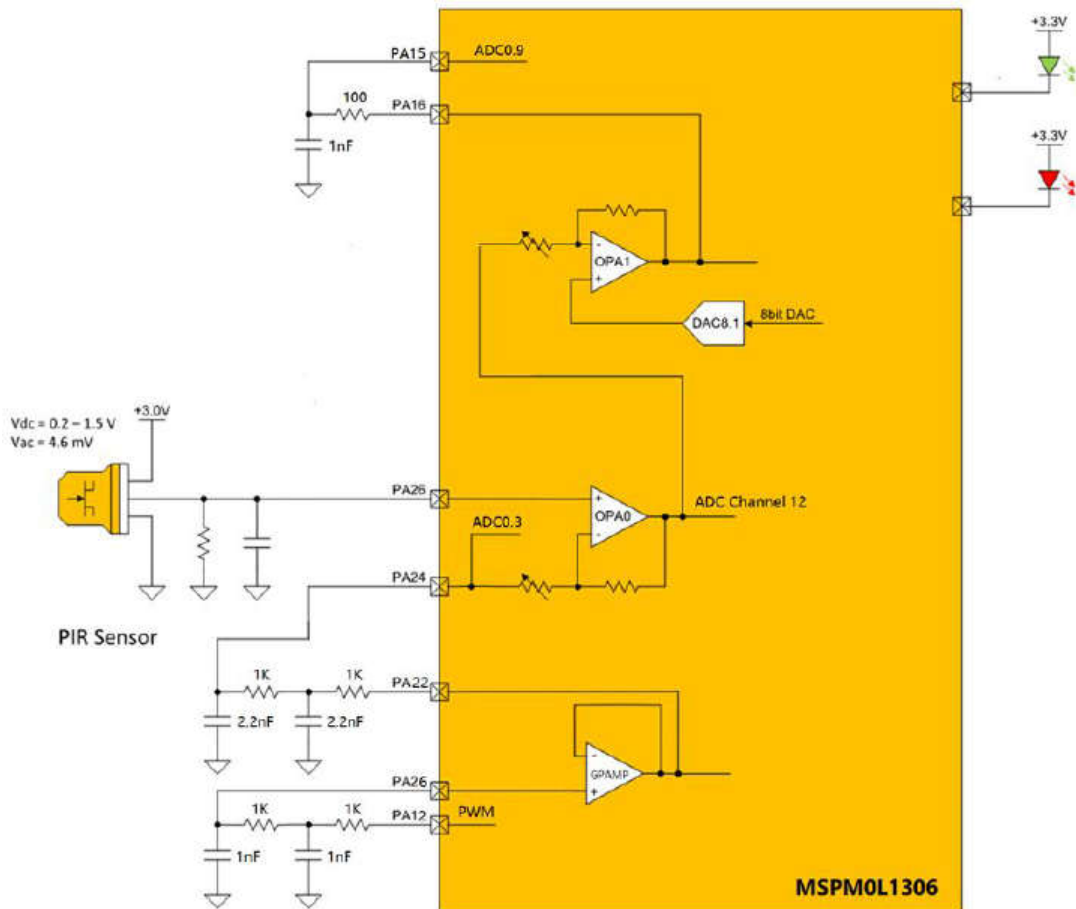 +3.3V
PA15
ADC0.9
100
PA16
1nF
+3.3V
-
OPA1
+
DAC8.1
8bit DAC
+3.0V
Vdc = 0.2 – 1.5 V
Vac = 4.6 mV
PA25
+
OPA0
-
ADC Channel 12
ADC0.3
PA24
PIR Sensor
1K
1K
PA22
2.2nF
2.2nF
-
GPAMP
+
PA26
1K
1K
PA12
PWM
1nF
1nF
MSPM0L1306